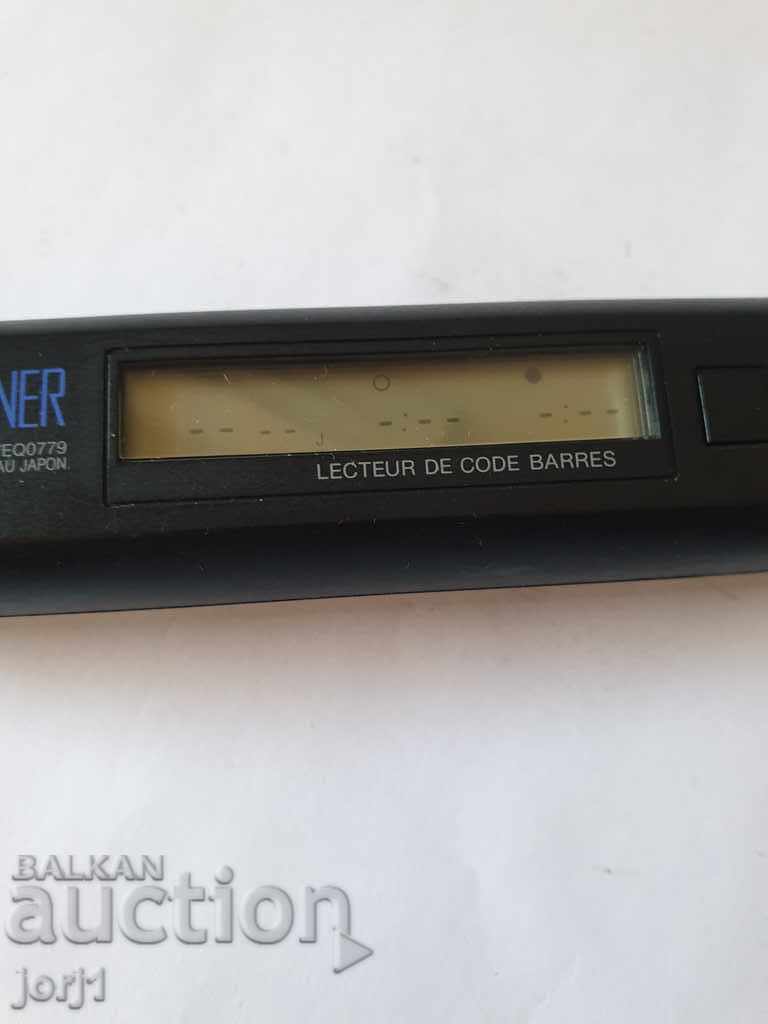 NER
EQ0779
AU JAPON.
-- --J -:-- -:--
LECTEUR DE CODE BARRES
BALKAN
auction
jorj1